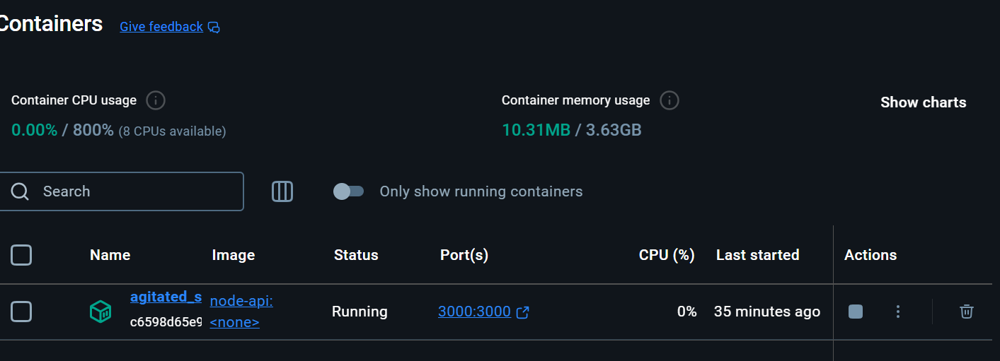 Containers Give feedback
Container CPU usage
0.00% / 800% (8 CPUs available)
Container memory usage
10.31MB / 3.63GB
Show charts
Search
Only show running containers
Name Image Status Port(s) CPU (%) Last started Actions
agitated_s
c6598d65e9
node-api:
<none>
Running
3000:3000
0%
35 minutes ago